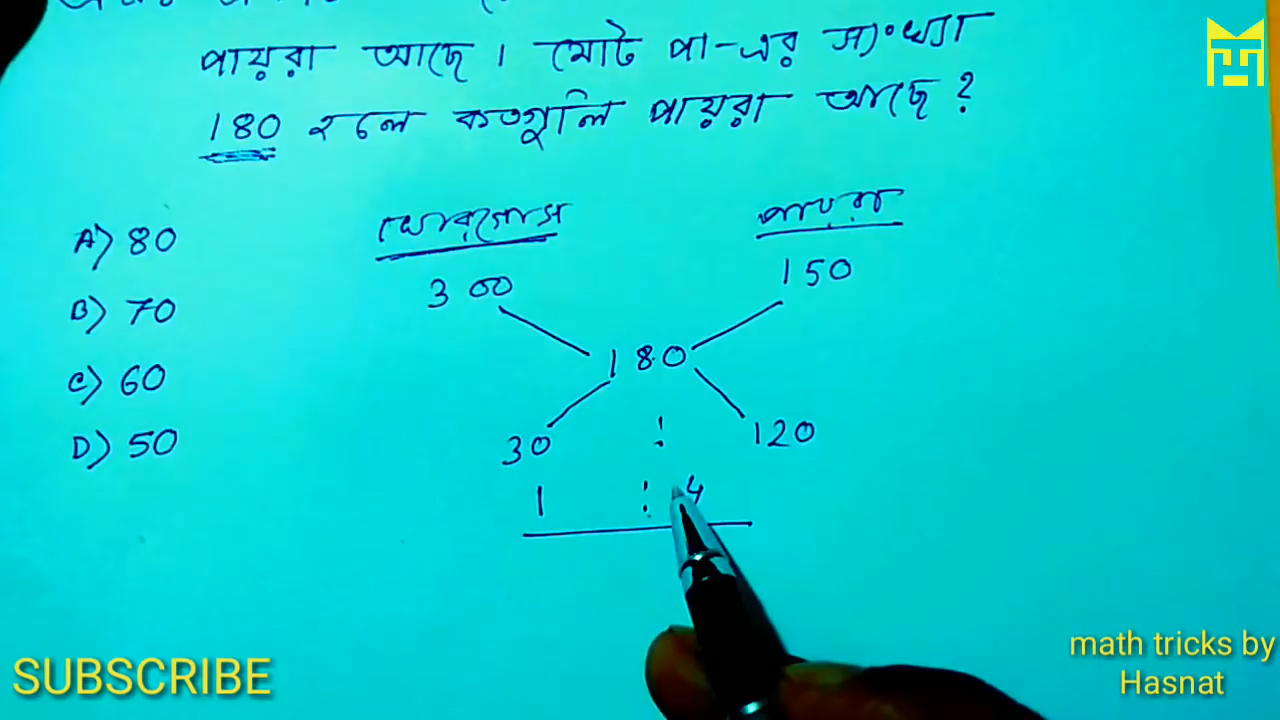 পায়রা আছে। মোট পা-এর সংখ্যা
180 হলে কতগুলি পায়রা আছে?
খোরগোস পায়রা
A) 80
300 150
B) 70
180
C) 60
30 : 120
D) 50
1 : 4
SUBSCRIBE
math tricks by
Hasnat